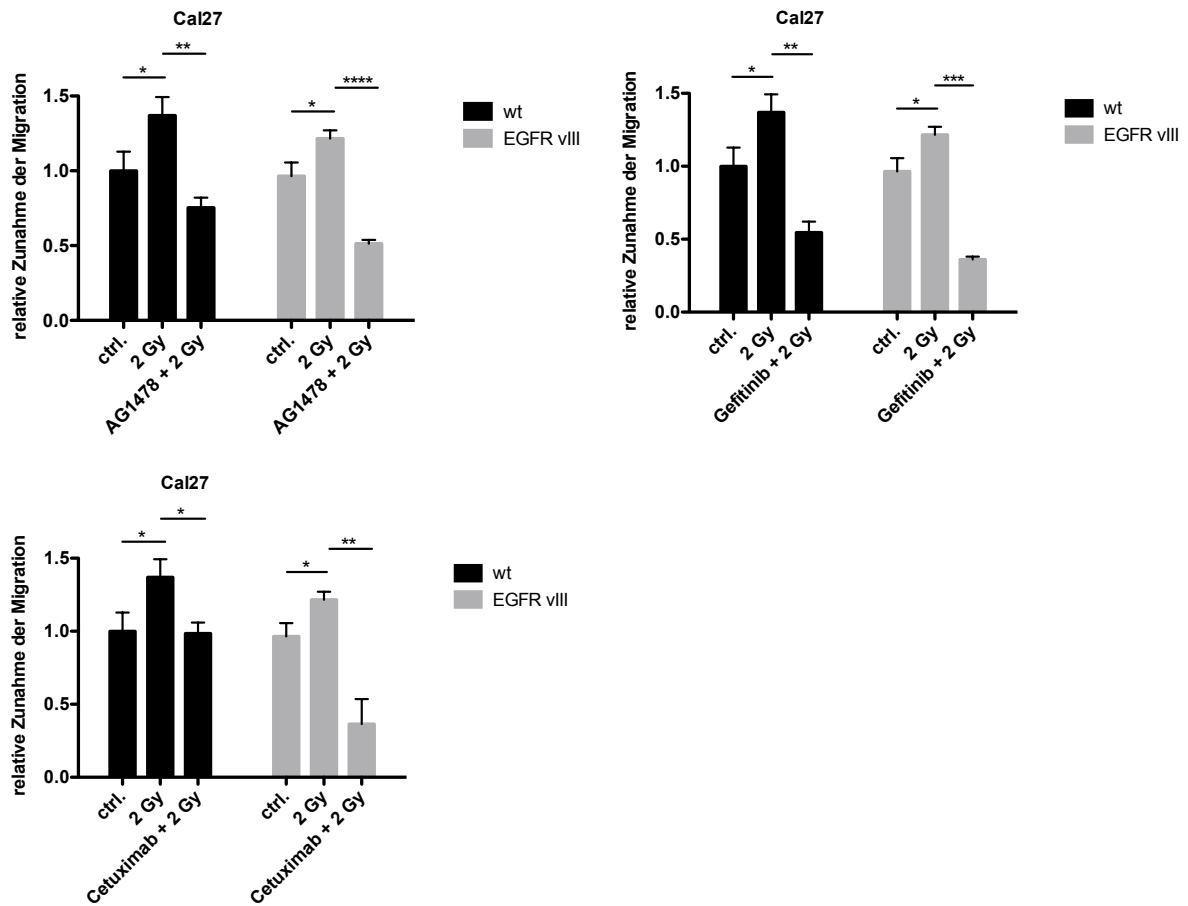 Cal27
relative Zunahme der Migration
1.5
1.0
0.5
0.0
*
**
*
****
ctrl.
2 Gy
AG1478 + 2 Gy
ctrl.
2 Gy
AG1478 + 2 Gy
wt
EGFR vIII
Cal27
relative Zunahme der Migration
1.5
1.0
0.5
0.0
*
**
*
***
ctrl.
2 Gy
Gefitinib + 2 Gy
ctrl.
2 Gy
Gefitinib + 2 Gy
wt
EGFR vIII
Cal27
relative Zunahme der Migration
1.5
1.0
0.5
0.0
*
*
*
**
ctrl.
2 Gy
Cetuximab + 2 Gy
ctrl.
2 Gy
Cetuximab + 2 Gy
wt
EGFR vIII